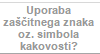 Uporaba
zaščitnega znaka
oz. simbola
kakovosti?